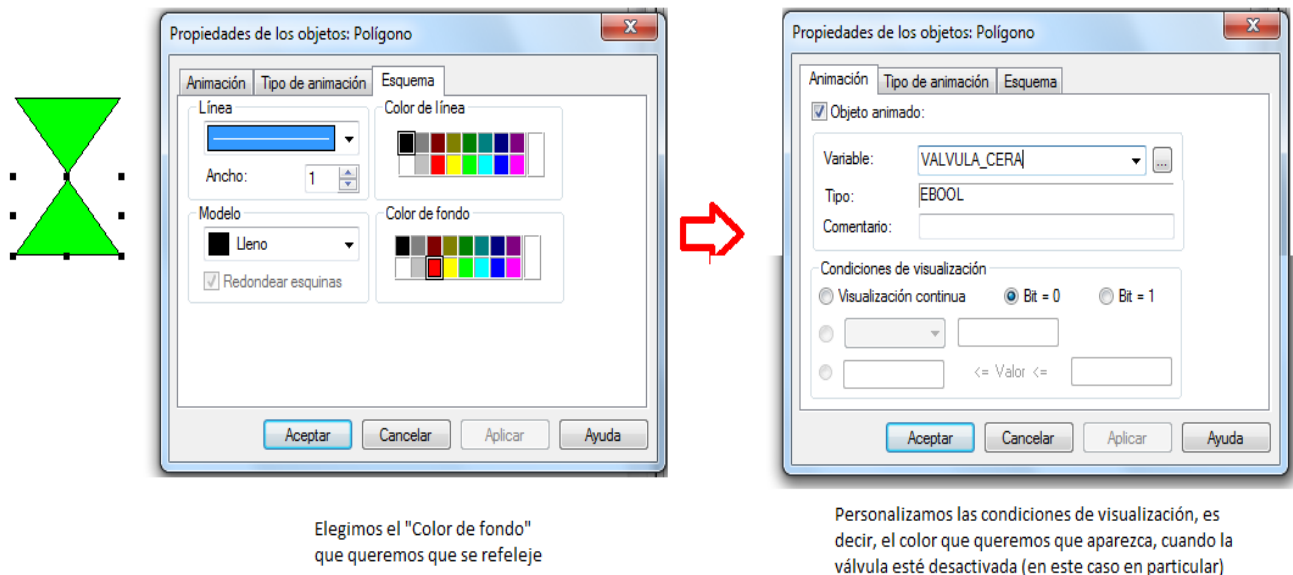 Propiedades de los objetos: Polígono
Animación Tipo de animación Esquema
Línea
Ancho: 1
Color de línea
Modelo
Lleno
Redondear esquinas
Color de fondo
Aceptar Cancelar Aplicar Ayuda
Elegimos el "Color de fondo"
que queremos que se refeleje
Propiedades de los objetos: Polígono
Animación Tipo de animación Esquema
Objeto animado:
Variable: VALVULA_CERA ...
Tipo: EBOOL
Comentario:
Condiciones de visualización
Visualización continua Bit = 0 Bit = 1
<= Valor <=
Aceptar Cancelar Aplicar Ayuda
Personalizamos las condiciones de visualización, es
decir, el color que queremos que aparezca, cuando la
válvula esté desactivada (en este caso en particular)